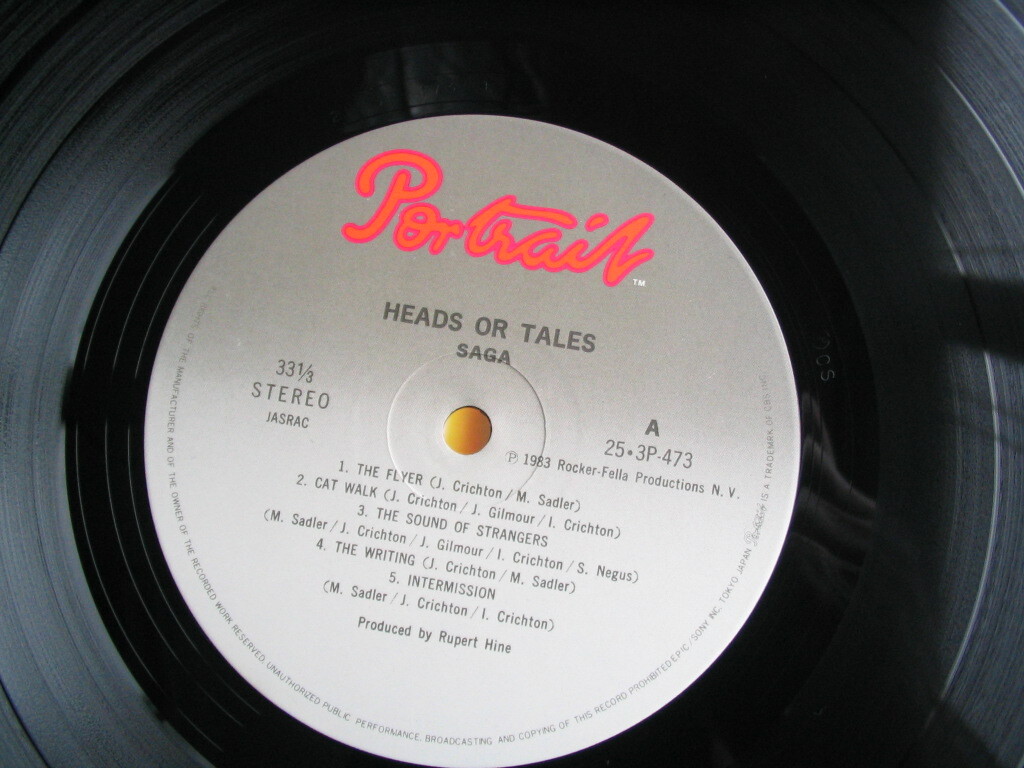 Portrait
TM
HEADS OR TALES
SAGA
33⅓
STEREO
JASRAC
A
25•3P-473
Ⓟ 1983 Rocker-Fella Productions N. V.
1. THE FLYER (J. Crichton / M. Sadler)
2. CAT WALK (J. Crichton / J. Gilmour / I. Crichton)
3. THE SOUND OF STRANGERS
(M. Sadler / J. Crichton / J. Gilmour / I. Crichton / S. Negus)
4. THE WRITING (J. Crichton / M. Sadler)
5. INTERMISSION
(M. Sadler / J. Crichton / I. Crichton)
Produced by Rupert Hine
OF THE MANUFACTURER AND OF THE OWNER OF THE RECORDED WORK RESERVED. UNAUTHORIZED PUBLIC PERFORMANCE, BROADCASTING AND COPYING OF THIS RECORD PROHIBITED EPIC/SONY INC. TOKYO JAPAN IS A TRADEMRK OF CBS INC.